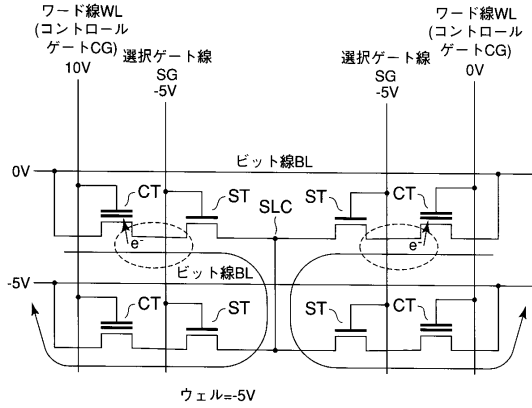 ワード線WL
(コントロール
ゲートCG)
10V
選択ゲート線
SG
-5V
選択ゲート線
SG
-5V
ワード線WL
(コントロール
ゲートCG)
0V
0V
ビット線BL
CT
ST
SLC
ST
CT
e-
e-
-5V
ビット線BL
CT
ST
ST
CT
ウェル=-5V